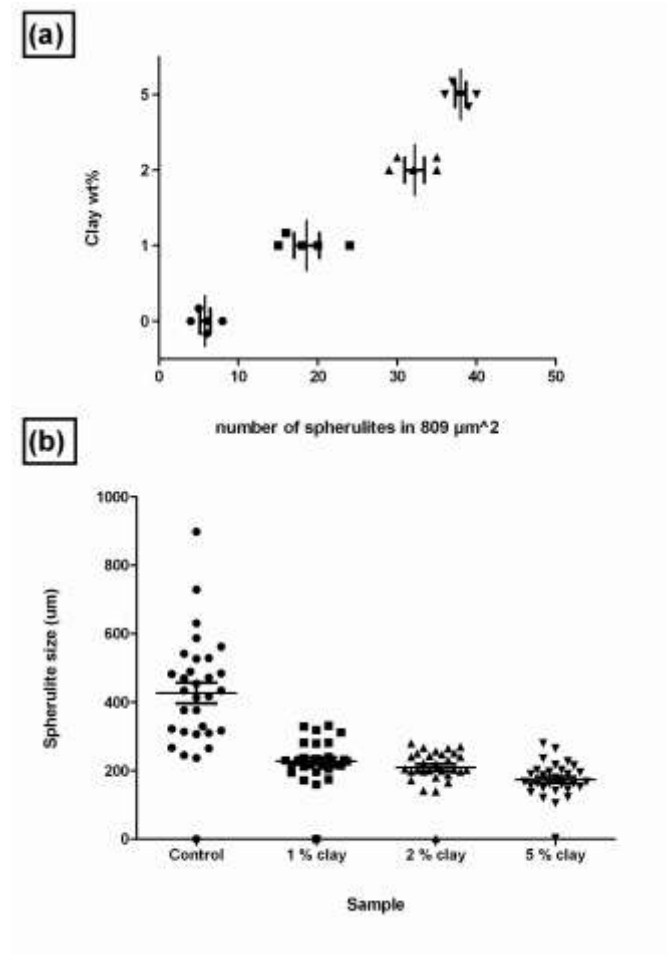 (a)
5
2
1
0
Clay wt%
0 10 20 30 40 50
number of spherulites in 809 µm^2
(b)
1000
800
600
400
200
0
Spherulite size (um)
Control 1 % clay 2 % clay 5 % clay
Sample